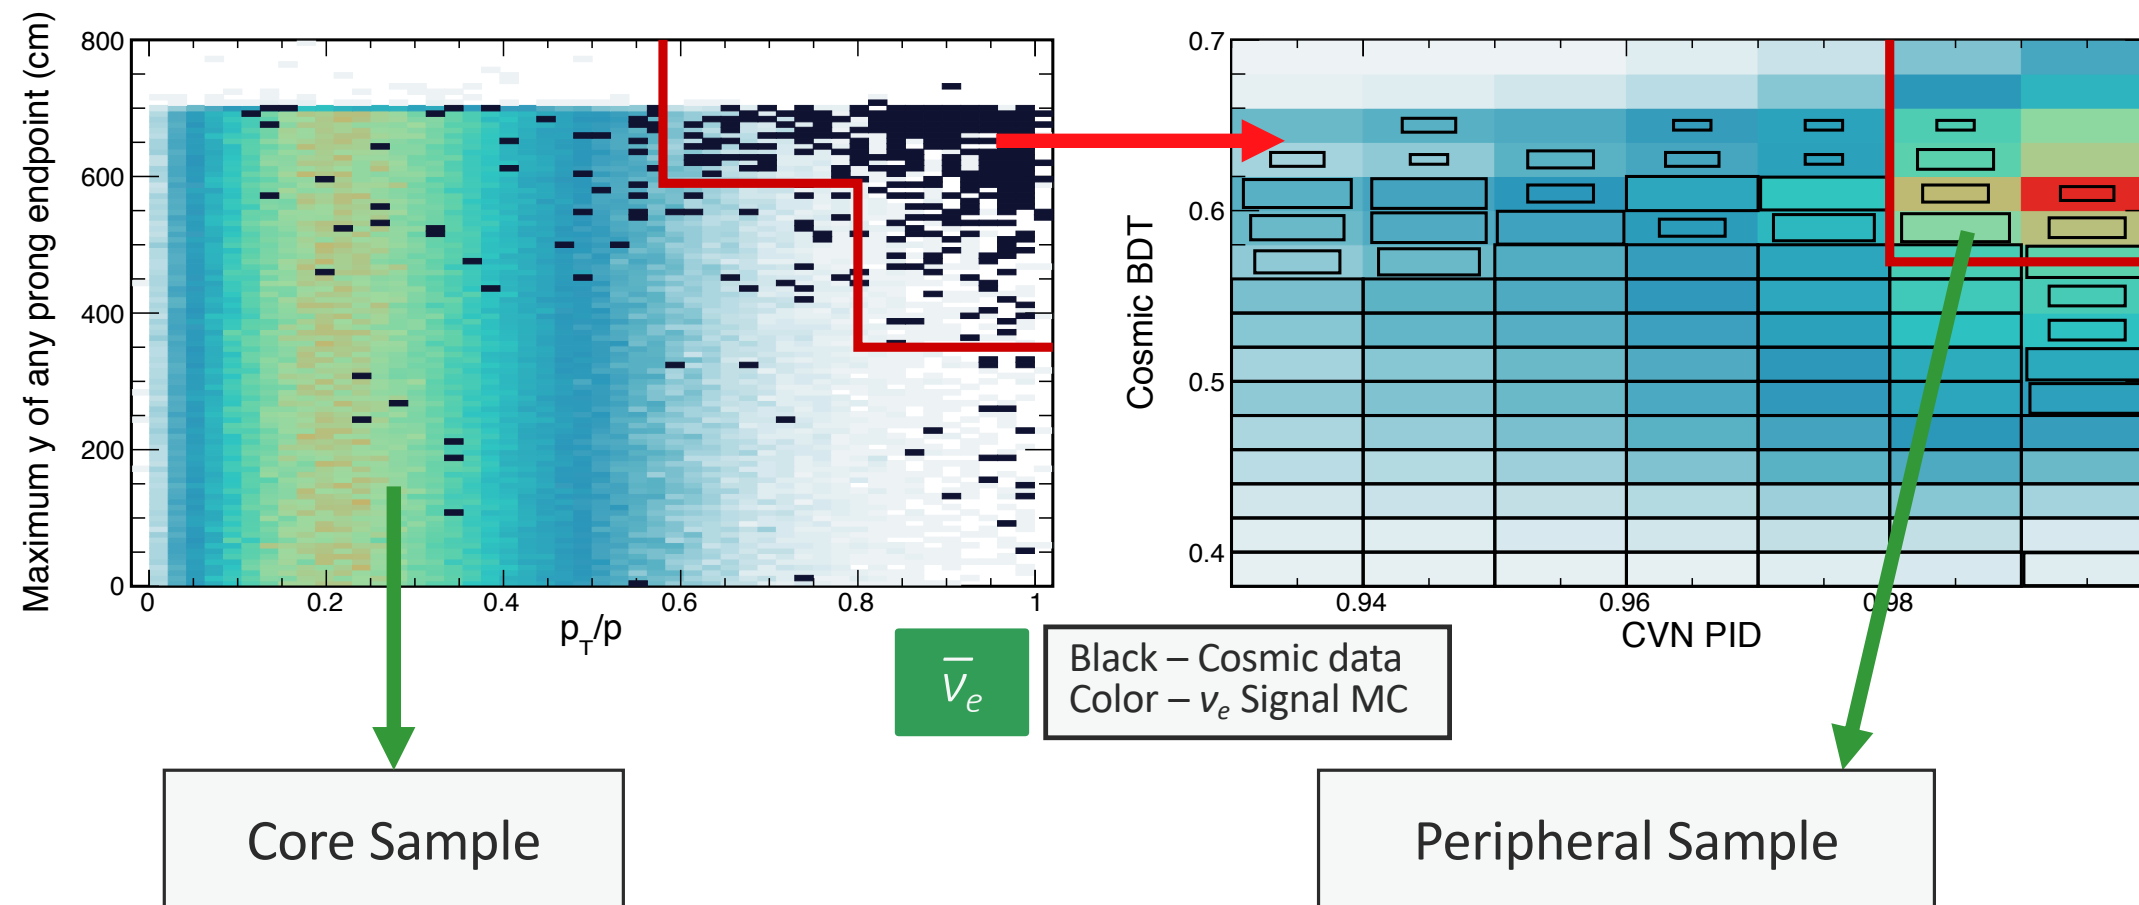 Maximum y of any prong endpoint (cm)
800
600
400
200
0
0 0.2 0.4 0.6 0.8 1
p_T/p
Cosmic BDT
0.7
0.6
0.5
0.4
0.94 0.96 0.98
CVN PID
ν̅_e
Black – Cosmic data
Color – ν_e Signal MC
Core Sample
Peripheral Sample